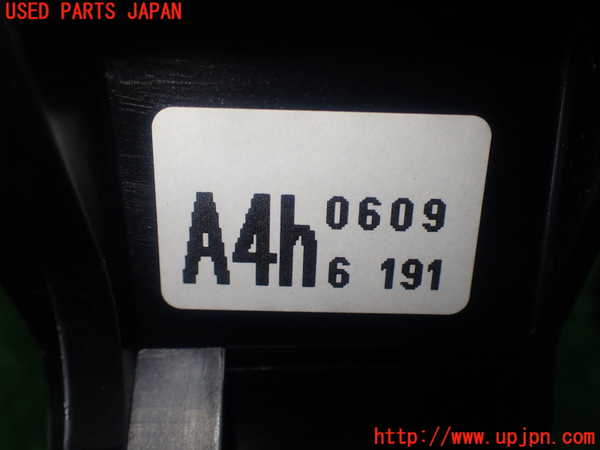 USED PARTS JAPAN
A4h 0609
6 191
http://www.upjpn.com